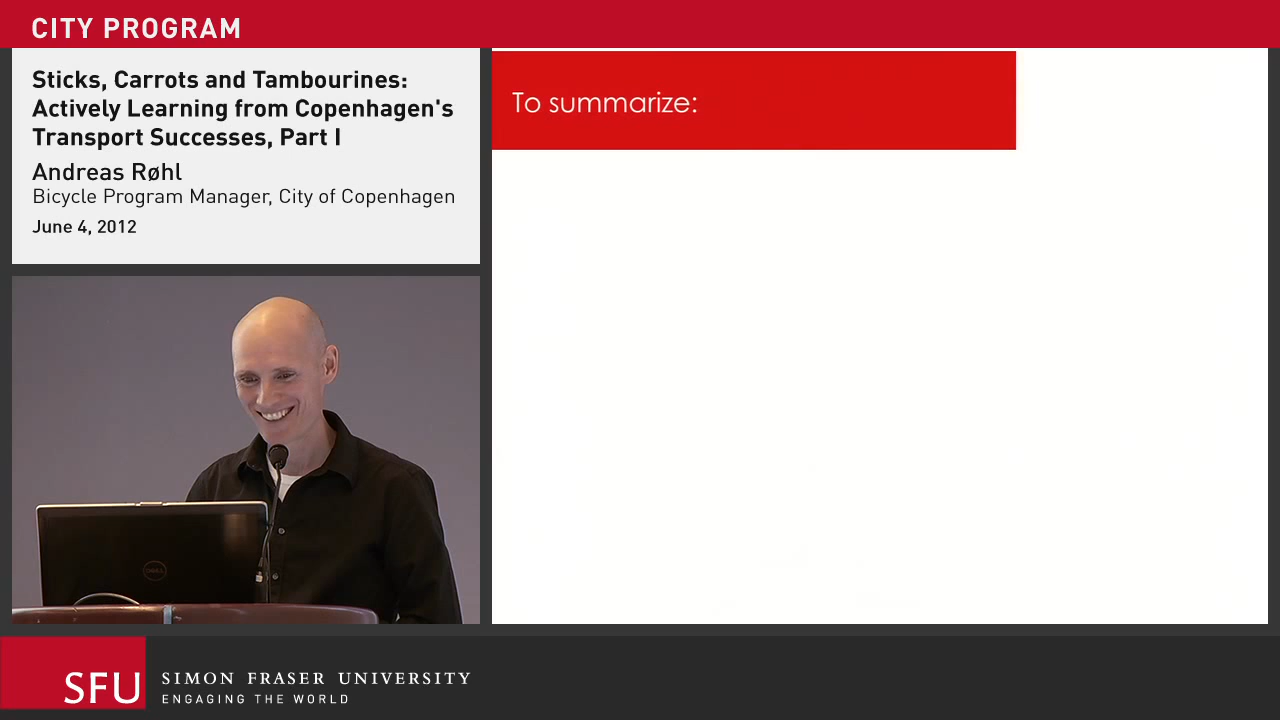 CITY PROGRAM
Sticks, Carrots and Tambourines:
Actively Learning from Copenhagen's
Transport Successes, Part I
Andreas Røhl
Bicycle Program Manager, City of Copenhagen
June 4, 2012
To summarize:
DELL
SFU
SIMON FRASER UNIVERSITY
ENGAGING THE WORLD